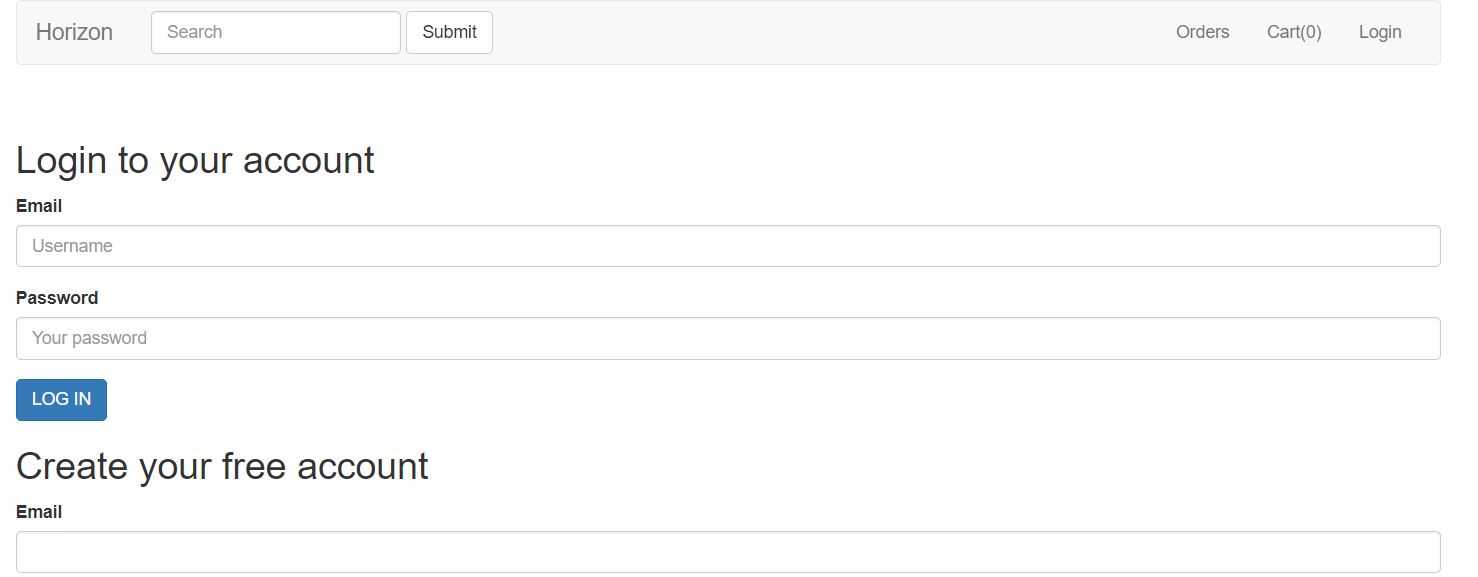 Horizon Search Submit Orders Cart(0) Login
Login to your account
Email
Username
Password
Your password
LOG IN
Create your free account
Email